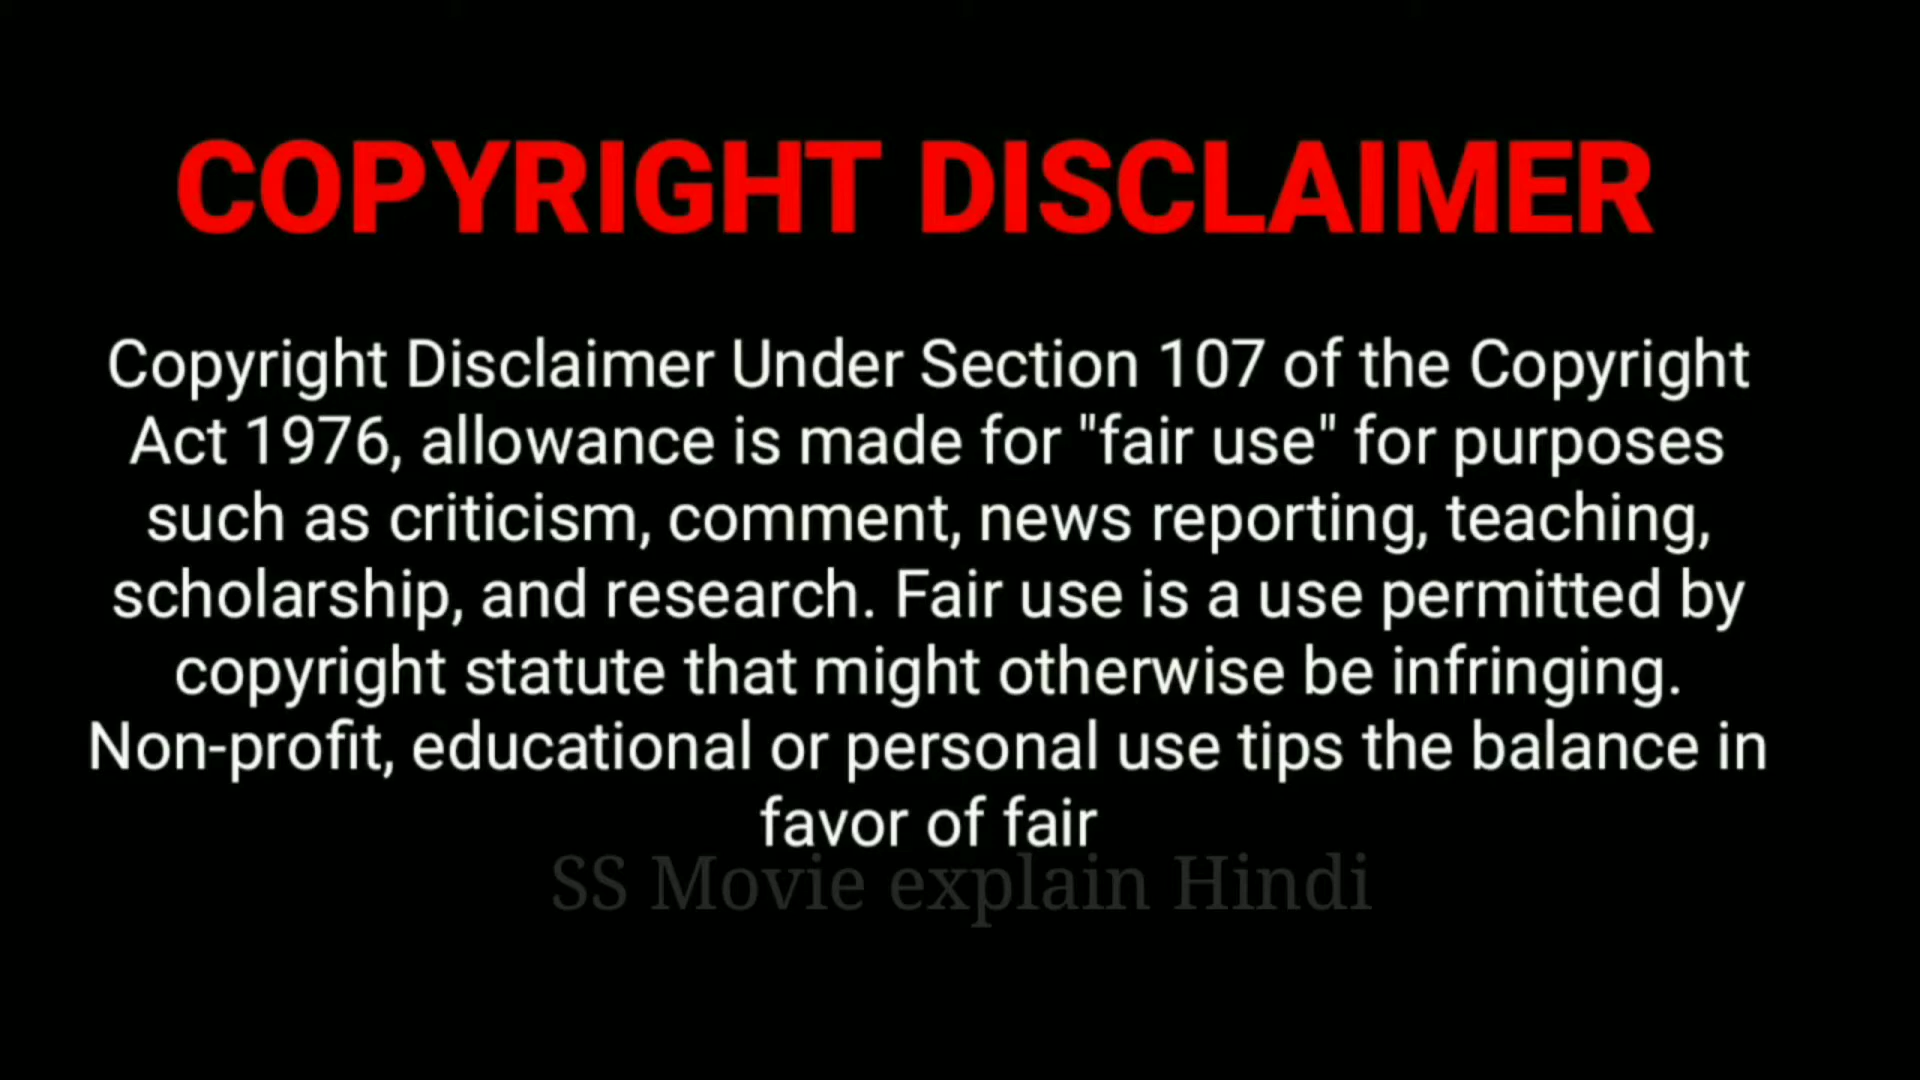 COPYRIGHT DISCLAIMER
Copyright Disclaimer Under Section 107 of the Copyright
Act 1976, allowance is made for "fair use" for purposes
such as criticism, comment, news reporting, teaching,
scholarship, and research. Fair use is a use permitted by
copyright statute that might otherwise be infringing.
Non-profit, educational or personal use tips the balance in
favor of fair
SS Movie explain Hindi